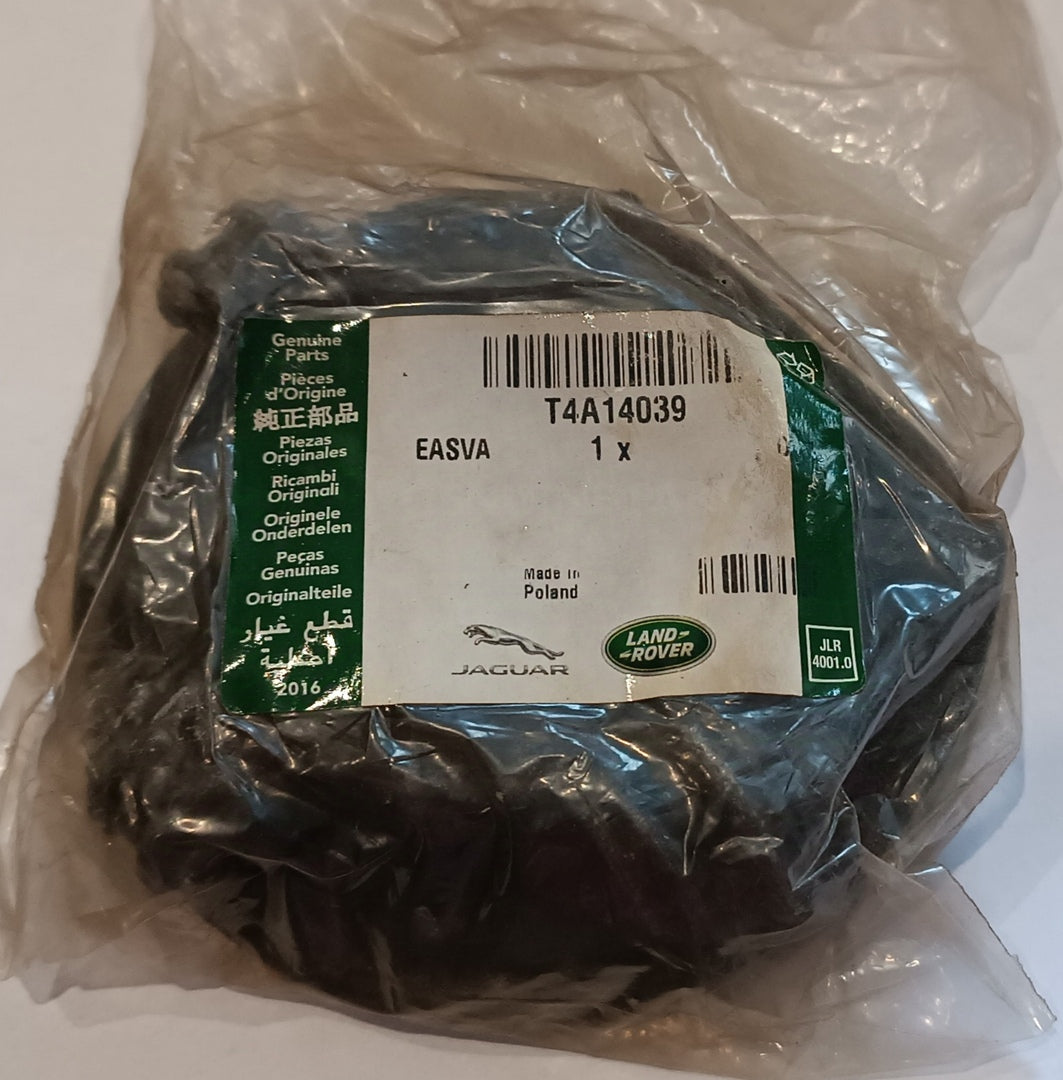 Genuine
Parts
Pièces
d'Origine
純正部品
Piezas
Originales
Ricambi
Originali
Originele
Onderdelen
Peças
Genuinas
Originalteile
قطع غيار
أصلية
2016
T4A14039
EASVA 1 x
Made in
Poland
JAGUAR
LAND-
-ROVER
JLR
4001.0